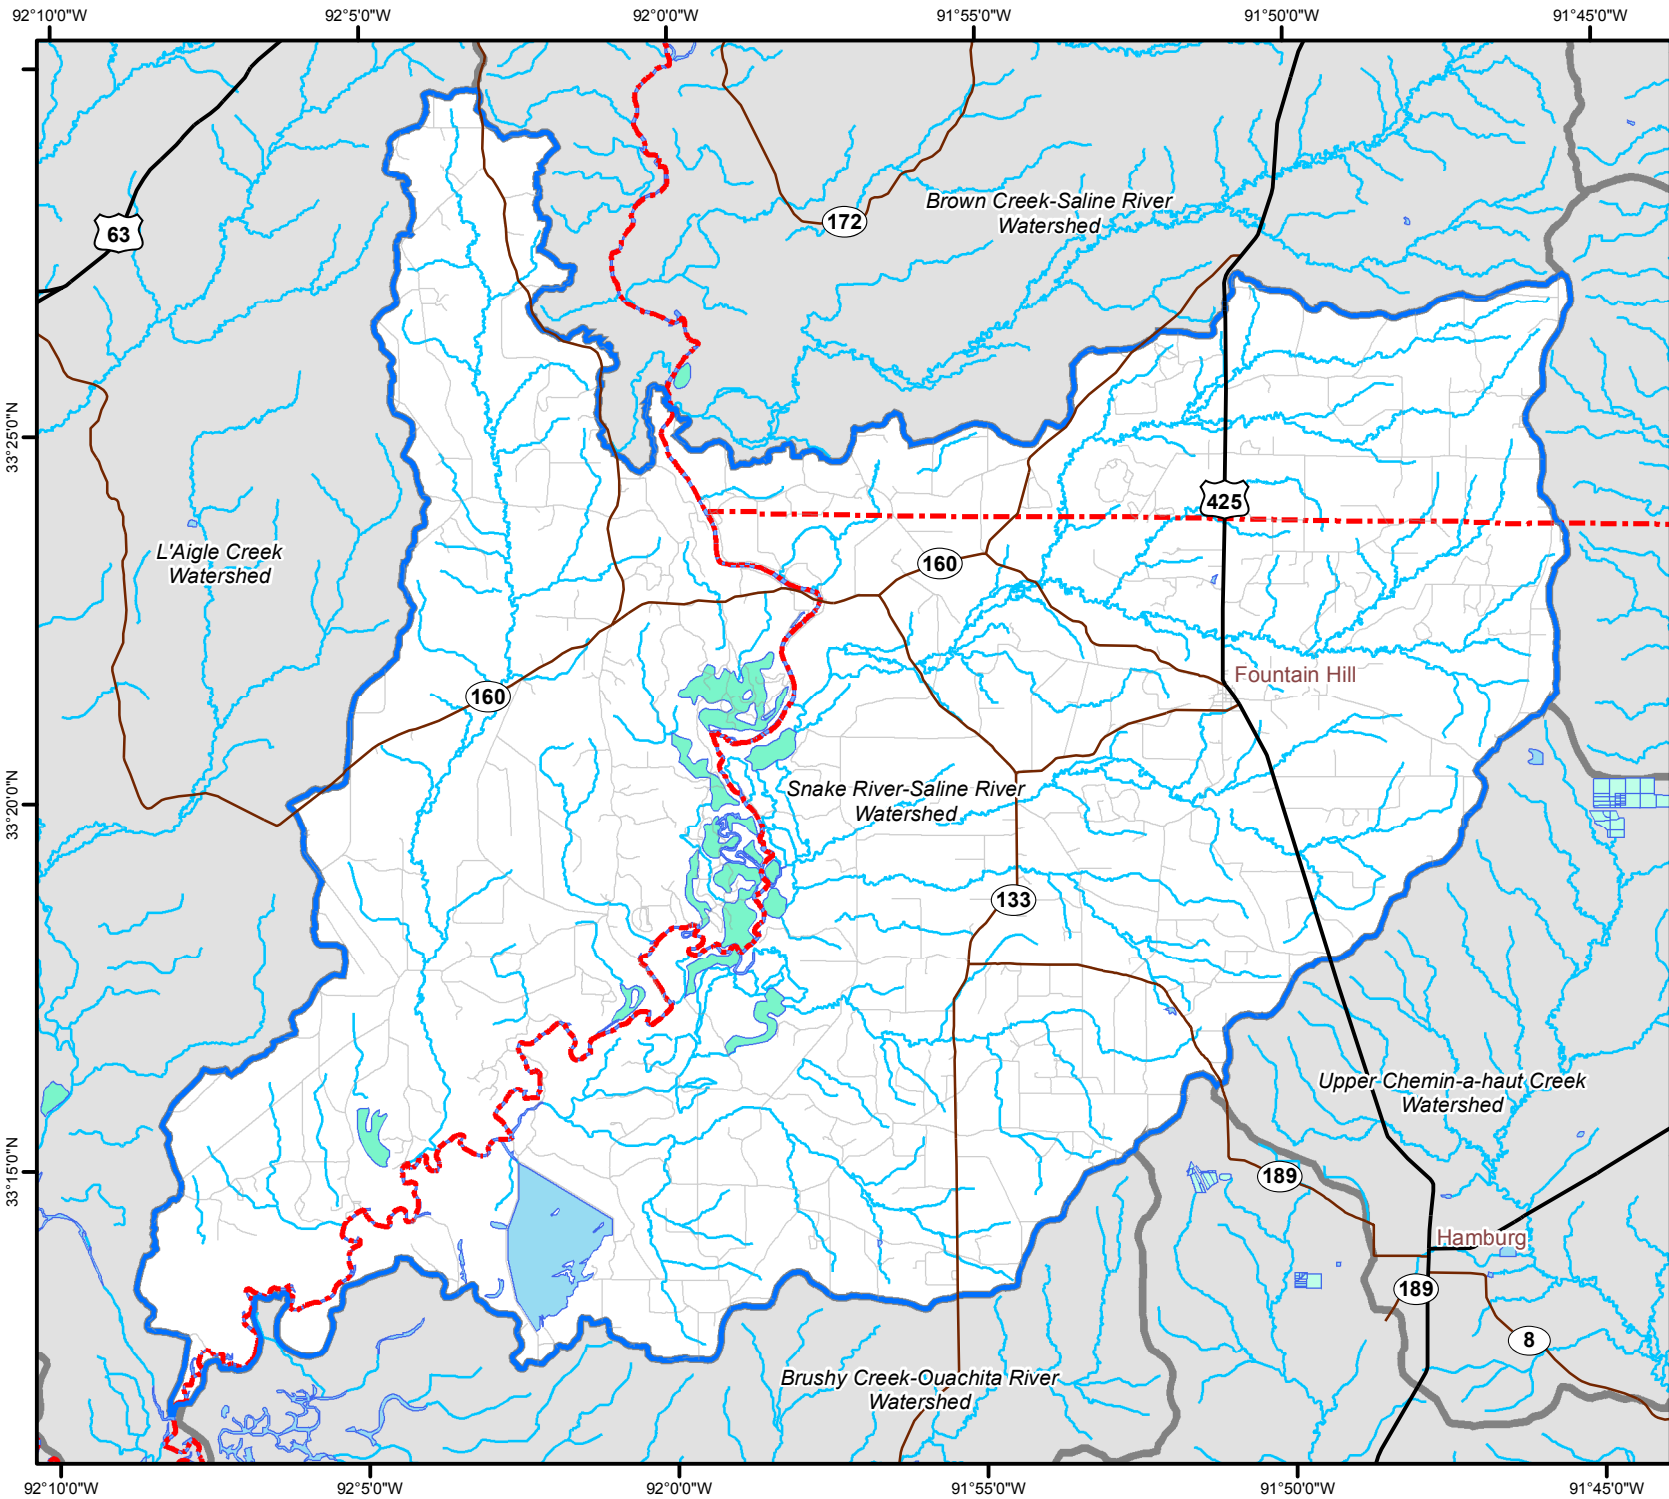 92°10'0"W
92°5'0"W
92°0'0"W
91°55'0"W
91°50'0"W
91°45'0"W
Brown Creek-Saline River
Watershed
172
63
33°25'0"N
425
L'Aigle Creek
Watershed
160
Fountain Hill
160
Snake River-Saline River
Watershed
33°20'0"N
133
Upper Chemin-a-haut Creek
Watershed
33°15'0"N
189
Hamburg
189
8
Brushy Creek-Ouachita River
Watershed
92°10'0"W
92°5'0"W
92°0'0"W
91°55'0"W
91°50'0"W
91°45'0"W